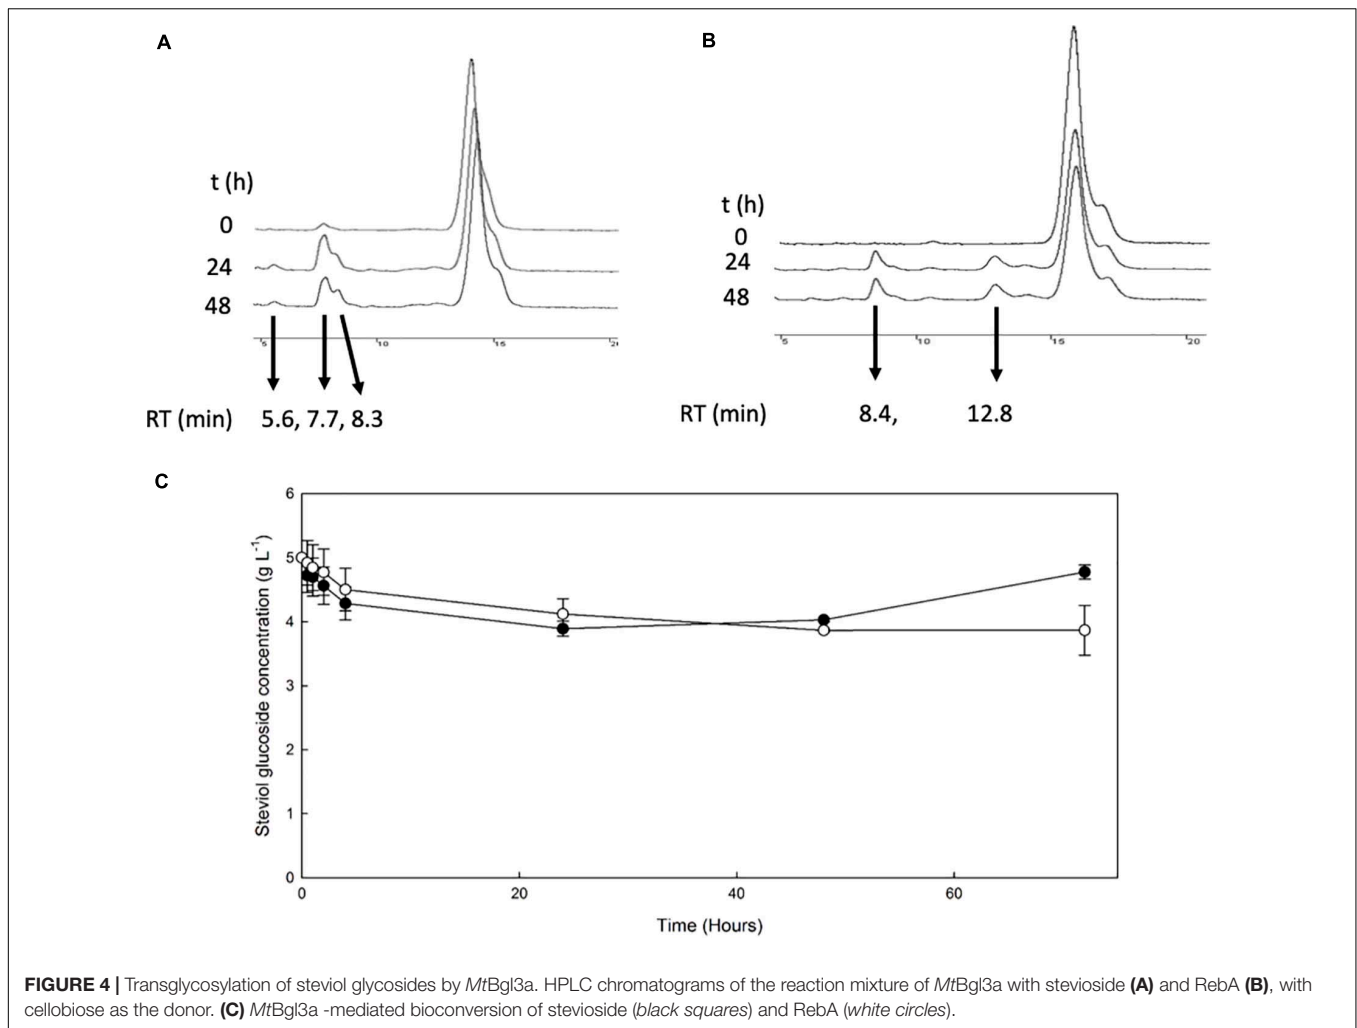 A
B
t (h)
0
24
48
5 10 15
RT (min) 5.6, 7.7, 8.3
t (h)
0
24
48
5 10 15 20
RT (min) 8.4, 12.8
C
6
5
4
3
2
1
0
Steviol glucoside concentration (g L-1)
0 20 40 60
Time (Hours)
FIGURE 4 | Transglycosylation of steviol glycosides by MtBgl3a. HPLC chromatograms of the reaction mixture of MtBgl3a with stevioside (A) and RebA (B), with
cellobiose as the donor. (C) MtBgl3a -mediated bioconversion of stevioside (black squares) and RebA (white circles).